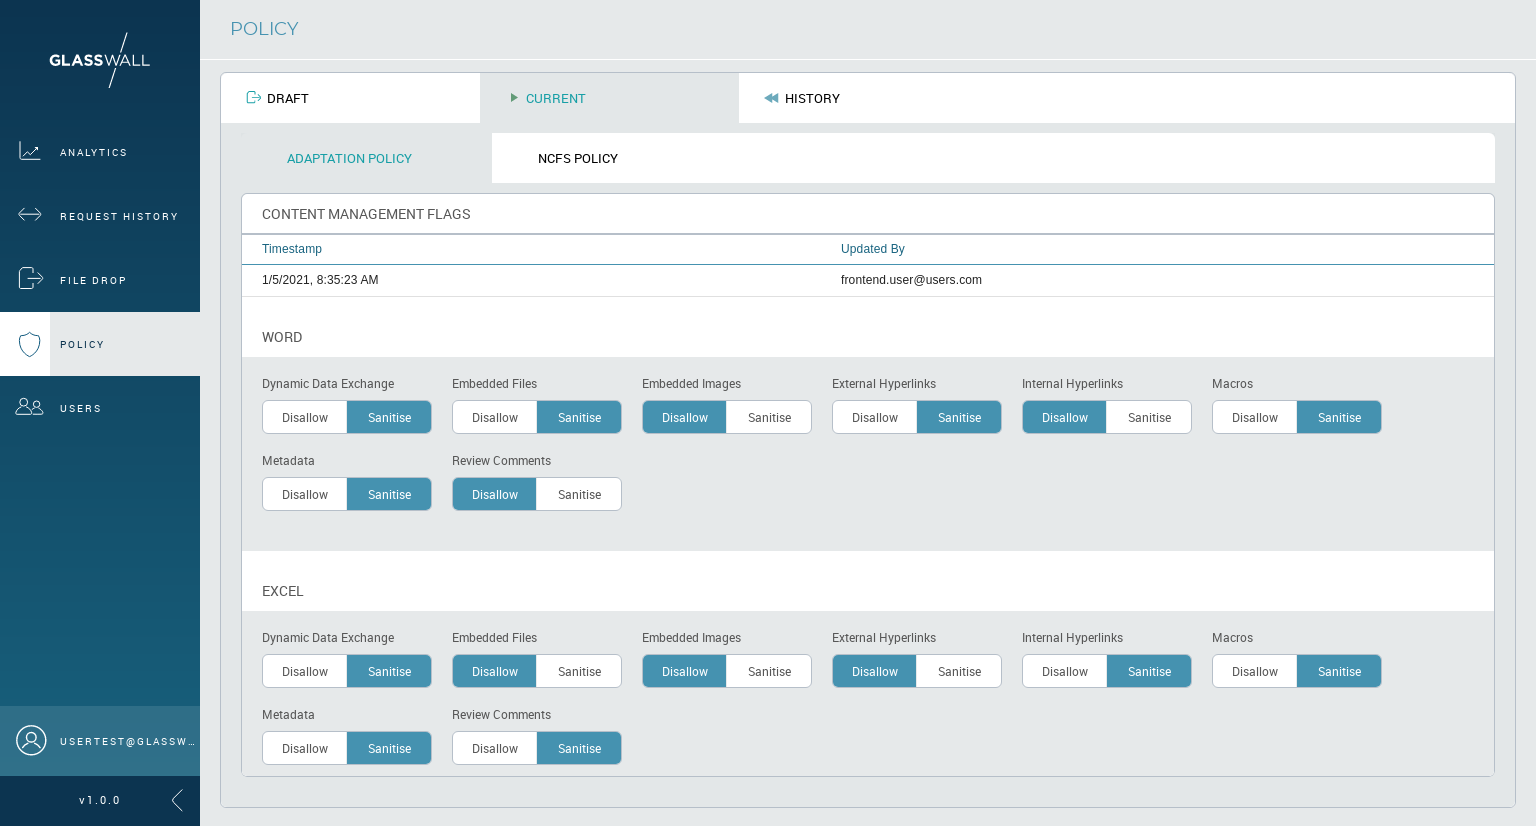 GLASSWALL
ANALYTICS
REQUEST HISTORY
FILE DROP
POLICY
USERS
USERTEST@GLASSW...
v1.0.0
POLICY
DRAFT CURRENT HISTORY
ADAPTATION POLICY NCFS POLICY
CONTENT MANAGEMENT FLAGS
Timestamp Updated By
1/5/2021, 8:35:23 AM frontend.user@users.com
WORD
Dynamic Data Exchange Embedded Files Embedded Images External Hyperlinks Internal Hyperlinks Macros
Disallow Sanitise Disallow Sanitise Disallow Sanitise Disallow Sanitise Disallow Sanitise Disallow Sanitise
Metadata Review Comments
Disallow Sanitise Disallow Sanitise
EXCEL
Dynamic Data Exchange Embedded Files Embedded Images External Hyperlinks Internal Hyperlinks Macros
Disallow Sanitise Disallow Sanitise Disallow Sanitise Disallow Sanitise Disallow Sanitise Disallow Sanitise
Metadata Review Comments
Disallow Sanitise Disallow Sanitise